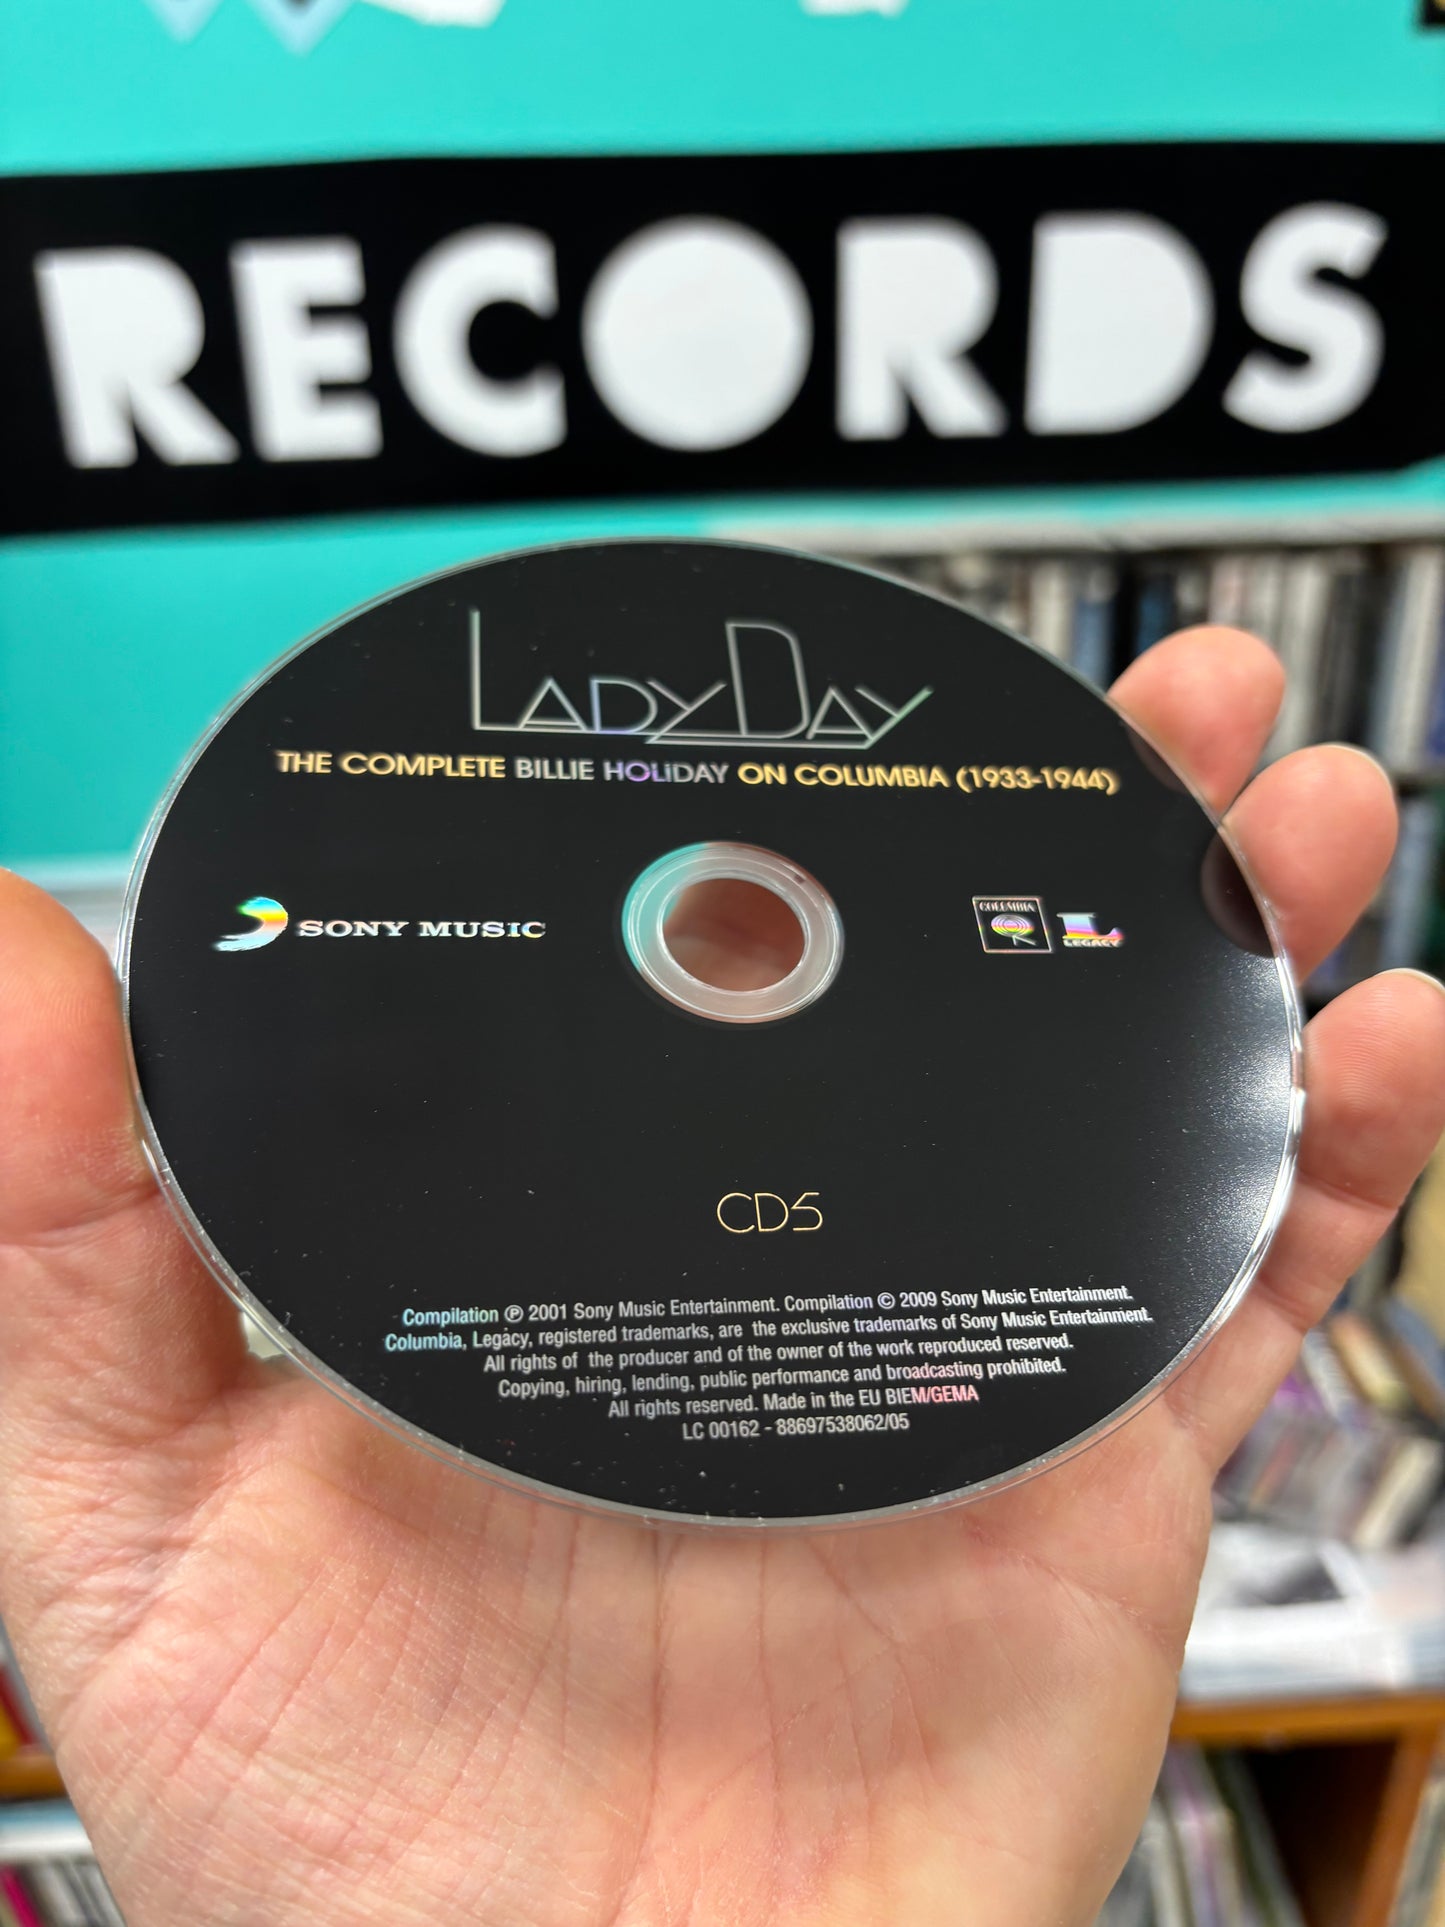 RECORDS
LADY DAY
THE COMPLETE BILLIE HOLiDAY ON COLUMBIA (1933-1944)
SONY MUSIC
COLUMBIA
LEGACY
CD5
Compilation ℗ 2001 Sony Music Entertainment. Compilation © 2009 Sony Music Entertainment.
Columbia, Legacy, registered trademarks, are the exclusive trademarks of Sony Music Entertainment.
All rights of the producer and of the owner of the work reproduced reserved.
Copying, hiring, lending, public performance and broadcasting prohibited.
All rights reserved. Made in the EU BIEM/GEMA
LC 00162 - 88697538062/05